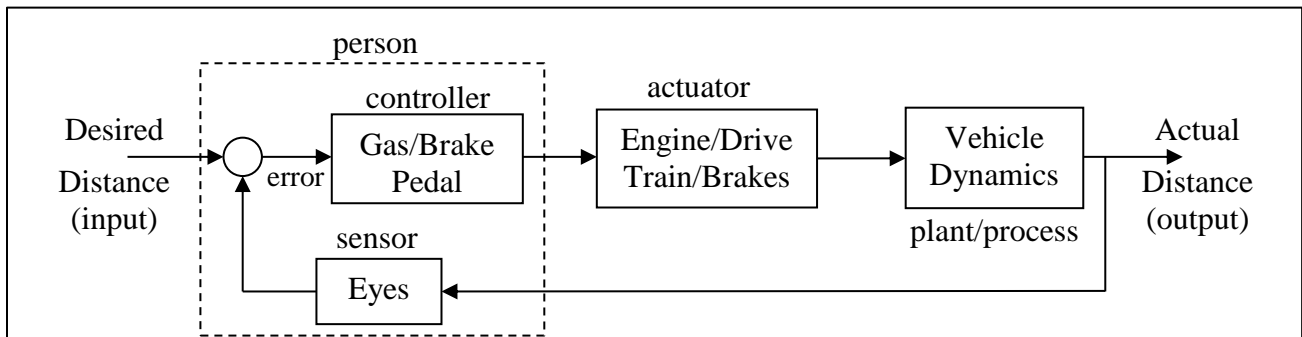 person
controller
actuator
Desired
Distance
(input)
error
Gas/Brake
Pedal
Engine/Drive
Train/Brakes
Vehicle
Dynamics
plant/process
Actual
Distance
(output)
sensor
Eyes